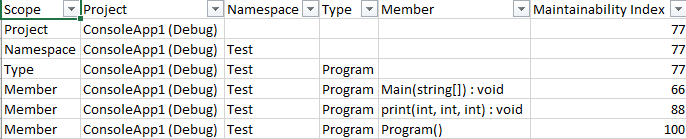 Scope Project Namespace Type Member Maintainability Index
Project ConsoleApp1 (Debug) 77
Namespace ConsoleApp1 (Debug) Test 77
Type ConsoleApp1 (Debug) Test Program 77
Member ConsoleApp1 (Debug) Test Program Main(string[]) : void 66
Member ConsoleApp1 (Debug) Test Program print(int, int, int) : void 88
Member ConsoleApp1 (Debug) Test Program Program() 100